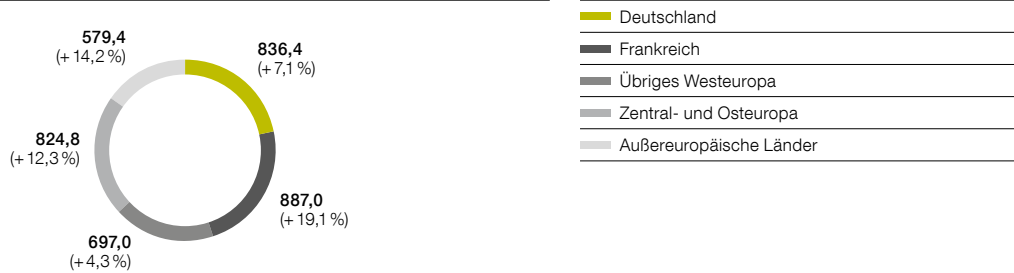 579,4
(+ 14,2 %)
836,4
(+ 7,1 %)
824,8
(+ 12,3 %)
887,0
(+ 19,1 %)
697,0
(+ 4,3 %)
Deutschland
Frankreich
Übriges Westeuropa
Zentral- und Osteuropa
Außereuropäische Länder